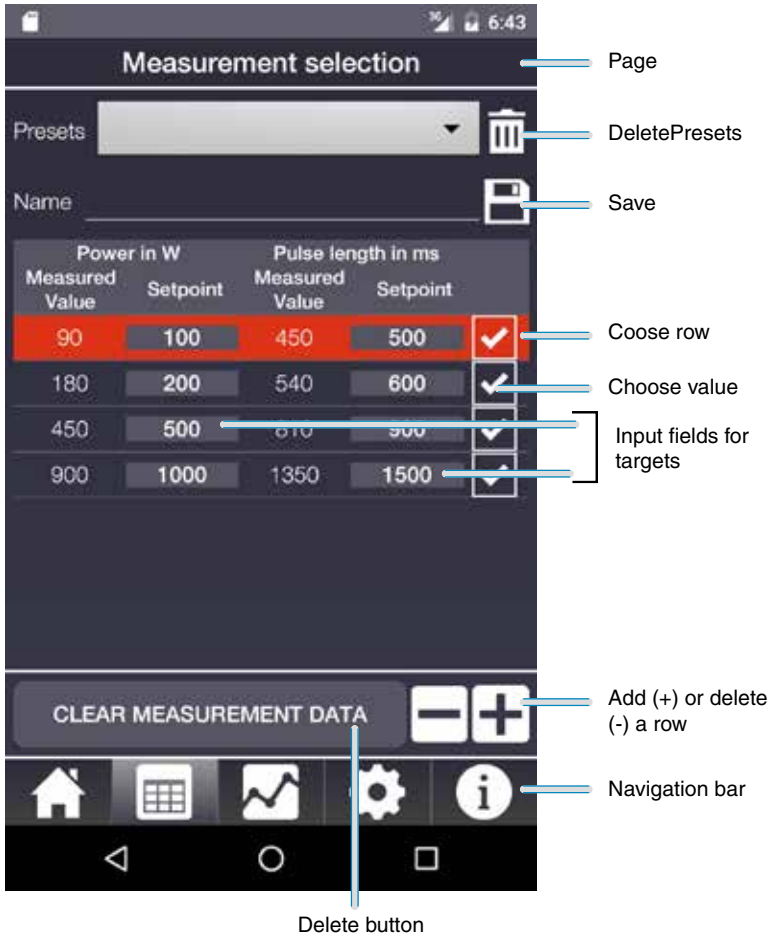 3G 6:43
Measurement selection
Page
Presets
DeletePresets
Name
Save
Power in W Pulse length in ms
Measured Value Setpoint Measured Value Setpoint
90 100 450 500
Coose row
180 200 540 600
Choose value
450 500 810 900
Input fields for
targets
900 1000 1350 1500
CLEAR MEASUREMENT DATA
Add (+) or delete
(-) a row
i
Navigation bar
Delete button